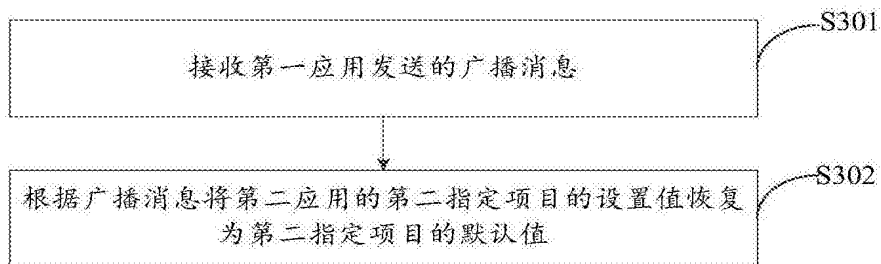 S301
接收第一应用发送的广播消息
S302
根据广播消息将第二应用的第二指定项目的设置值恢复
为第二指定项目的默认值